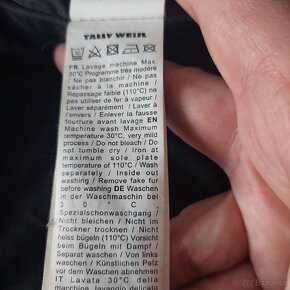 TALLY WEIJL
FR Lavage machine Max.
30°C Programme très modéré
/ Ne pas blanchir / Ne pas
sécher à la machine /
Repassage faible (110°C) ne
pas utiliser de fer à vapeur /
Laver séparément / Laver à
l'envers / Enlever la fausse
fourrure avant lavage EN
Machine wash Maximum
temperature 30°C, very mild
process / Do not bleach / Do
not tumble dry / Iron at
maximum sole plate
temperature of 110°C / Wash
separately / Wash inside
out / Remove fake fur
before washing DE Waschen
in der Waschmaschin bei
30°C
Spezialschonwaschgang /
Nicht bleichen / Nicht im
Trockner trocknen / Nicht
heiss bügeln (110°C) Vorsicht
beim Bügeln mit Dampf /
Separat waschen / Von links
waschen / Künstlichen Pelz
vor dem Waschen abnehmen
IT Lavata 30°C della
macchina, lavaggio delicato